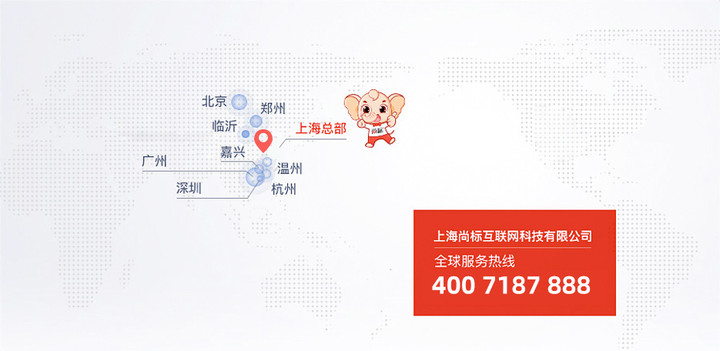 北京
郑州
临沂
上海总部
尚标
嘉兴
广州
温州
深圳
杭州
上海尚标互联网科技有限公司
全球服务热线
400 7187 888